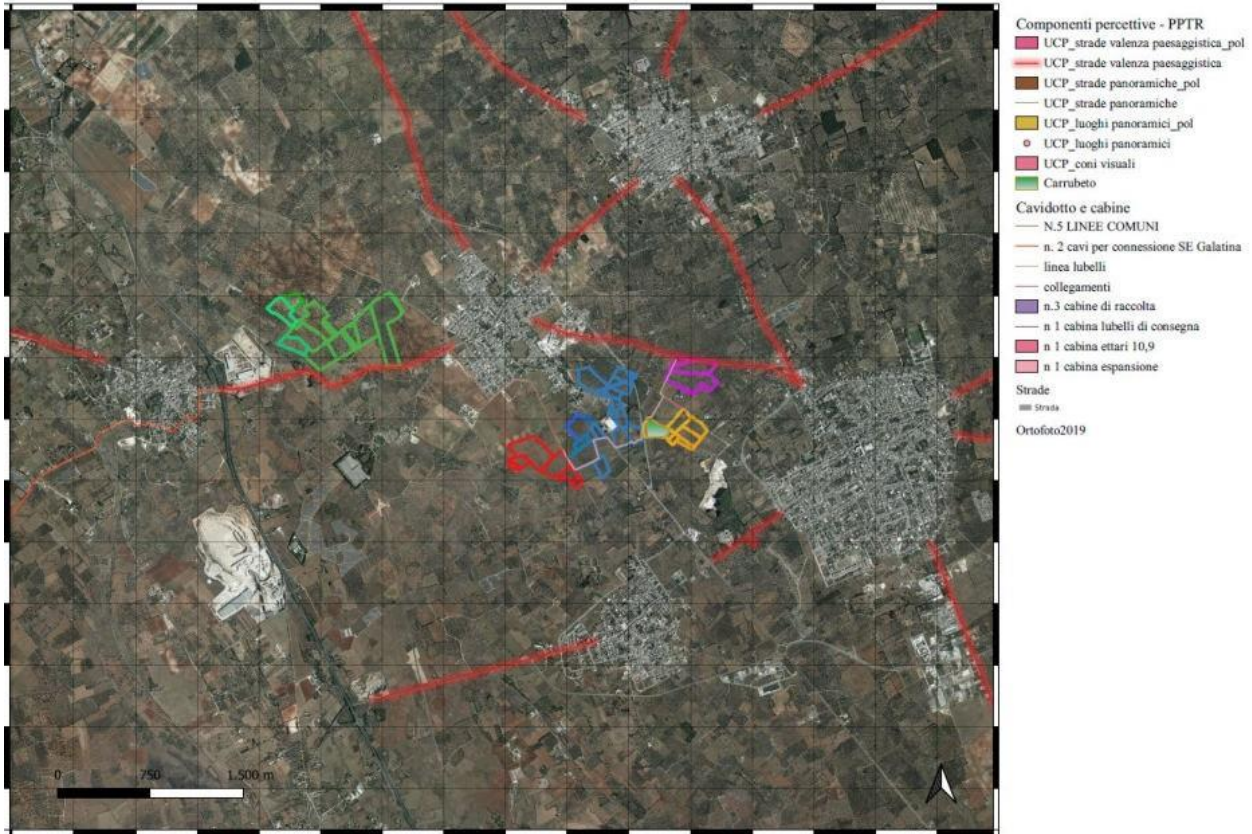 Componenti percettive - PPTR
UCP_strade valenza paesaggistica_pol
UCP_strade valenza paesaggistica
UCP_strade panoramiche_pol
UCP_strade panoramiche
UCP_luoghi panoramici_pol
UCP_luoghi panoramici
UCP_coni visuali
Carrubeto
Cavidotto e cabine
N.5 LINEE COMUNI
n. 2 cavi per connessione SE Galatina
linea lubelli
collegamenti
n.3 cabine di raccolta
n 1 cabina lubelli di consegna
n 1 cabina ettari 10,9
n 1 cabina espansione
Strade
Strada
Ortofoto2019
0 750 1.500 m